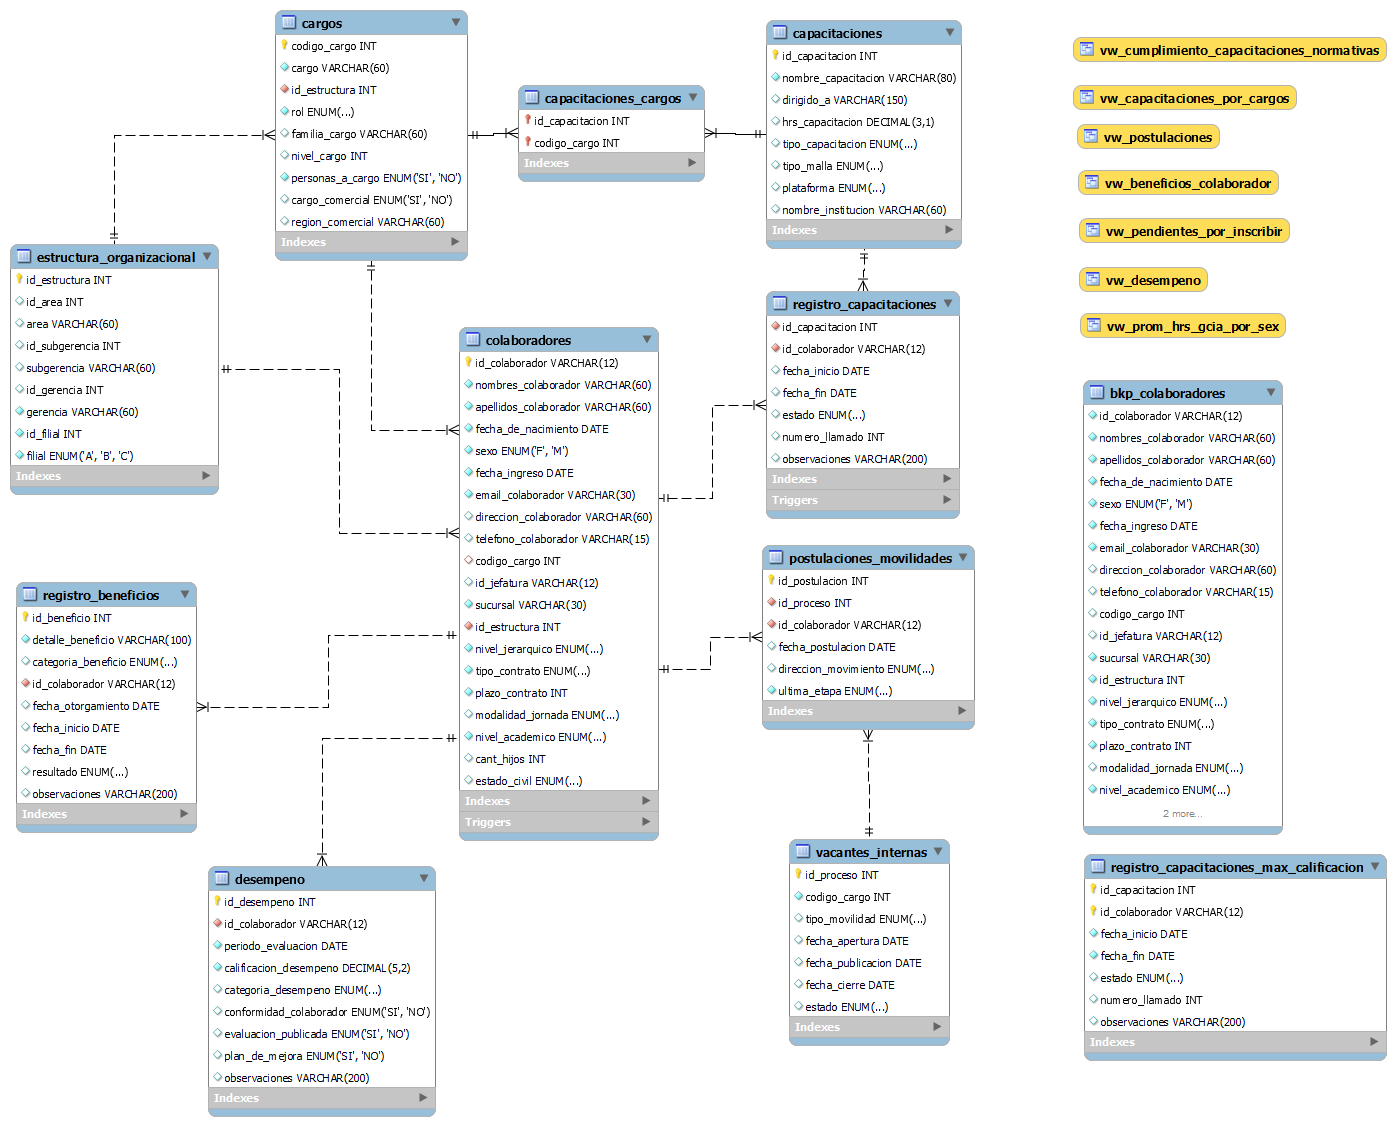 cargos
codigo_cargo INT
cargo VARCHAR(60)
id_estructura INT
rol ENUM(...)
familia_cargo VARCHAR(60)
nivel_cargo INT
personas_a_cargo ENUM('SI', 'NO')
cargo_comercial ENUM('SI', 'NO')
region_comercial VARCHAR(60)
Indexes
capacitaciones_cargos
id_capacitacion INT
codigo_cargo INT
Indexes
capacitaciones
id_capacitacion INT
nombre_capacitacion VARCHAR(80)
dirigido_a VARCHAR(150)
hrs_capacitacion DECIMAL(3,1)
tipo_capacitacion ENUM(...)
tipo_malla ENUM(...)
plataforma ENUM(...)
nombre_institucion VARCHAR(60)
Indexes
vw_cumplimiento_capacitaciones_normativas
vw_capacitaciones_por_cargos
vw_postulaciones
vw_beneficios_colaborador
vw_pendientes_por_inscribir
vw_desempeno
vw_prom_hrs_gcia_por_sex
estructura_organizacional
id_estructura INT
id_area INT
area VARCHAR(60)
id_subgerencia INT
subgerencia VARCHAR(60)
id_gerencia INT
gerencia VARCHAR(60)
id_filial INT
filial ENUM('A', 'B', 'C')
Indexes
colaboradores
id_colaborador VARCHAR(12)
nombres_colaborador VARCHAR(60)
apellidos_colaborador VARCHAR(60)
fecha_de_nacimiento DATE
sexo ENUM('F', 'M')
fecha_ingreso DATE
email_colaborador VARCHAR(30)
direccion_colaborador VARCHAR(60)
telefono_colaborador VARCHAR(15)
codigo_cargo INT
id_jefatura VARCHAR(12)
sucursal VARCHAR(30)
id_estructura INT
nivel_jerarquico ENUM(...)
tipo_contrato ENUM(...)
plazo_contrato INT
modalidad_jornada ENUM(...)
nivel_academico ENUM(...)
cant_hijos INT
estado_civil ENUM(...)
Indexes
Triggers
registro_capacitaciones
id_capacitacion INT
id_colaborador VARCHAR(12)
fecha_inicio DATE
fecha_fin DATE
estado ENUM(...)
numero_llamado INT
observaciones VARCHAR(200)
Indexes
Triggers
bkp_colaboradores
id_colaborador VARCHAR(12)
nombres_colaborador VARCHAR(60)
apellidos_colaborador VARCHAR(60)
fecha_de_nacimiento DATE
sexo ENUM('F', 'M')
fecha_ingreso DATE
email_colaborador VARCHAR(30)
direccion_colaborador VARCHAR(60)
telefono_colaborador VARCHAR(15)
codigo_cargo INT
id_jefatura VARCHAR(12)
sucursal VARCHAR(30)
id_estructura INT
nivel_jerarquico ENUM(...)
tipo_contrato ENUM(...)
plazo_contrato INT
modalidad_jornada ENUM(...)
nivel_academico ENUM(...)
2 more...
registro_beneficios
id_beneficio INT
detalle_beneficio VARCHAR(100)
categoria_beneficio ENUM(...)
id_colaborador VARCHAR(12)
fecha_otorgamiento DATE
fecha_inicio DATE
fecha_fin DATE
resultado ENUM(...)
observaciones VARCHAR(200)
Indexes
postulaciones_movilidades
id_postulacion INT
id_proceso INT
id_colaborador VARCHAR(12)
fecha_postulacion DATE
direccion_movimiento ENUM(...)
ultima_etapa ENUM(...)
Indexes
desempeno
id_desempeno INT
id_colaborador VARCHAR(12)
periodo_evaluacion DATE
calificacion_desempeno DECIMAL(5,2)
categoria_desempeno ENUM(...)
conformidad_colaborador ENUM('SI', 'NO')
evaluacion_publicada ENUM('SI', 'NO')
plan_de_mejora ENUM('SI', 'NO')
observaciones VARCHAR(200)
Indexes
vacantes_internas
id_proceso INT
codigo_cargo INT
tipo_movilidad ENUM(...)
fecha_apertura DATE
fecha_publicacion DATE
fecha_cierre DATE
estado ENUM(...)
Indexes
registro_capacitaciones_max_calificacion
id_capacitacion INT
id_colaborador VARCHAR(12)
fecha_inicio DATE
fecha_fin DATE
estado ENUM(...)
numero_llamado INT
observaciones VARCHAR(200)
Indexes